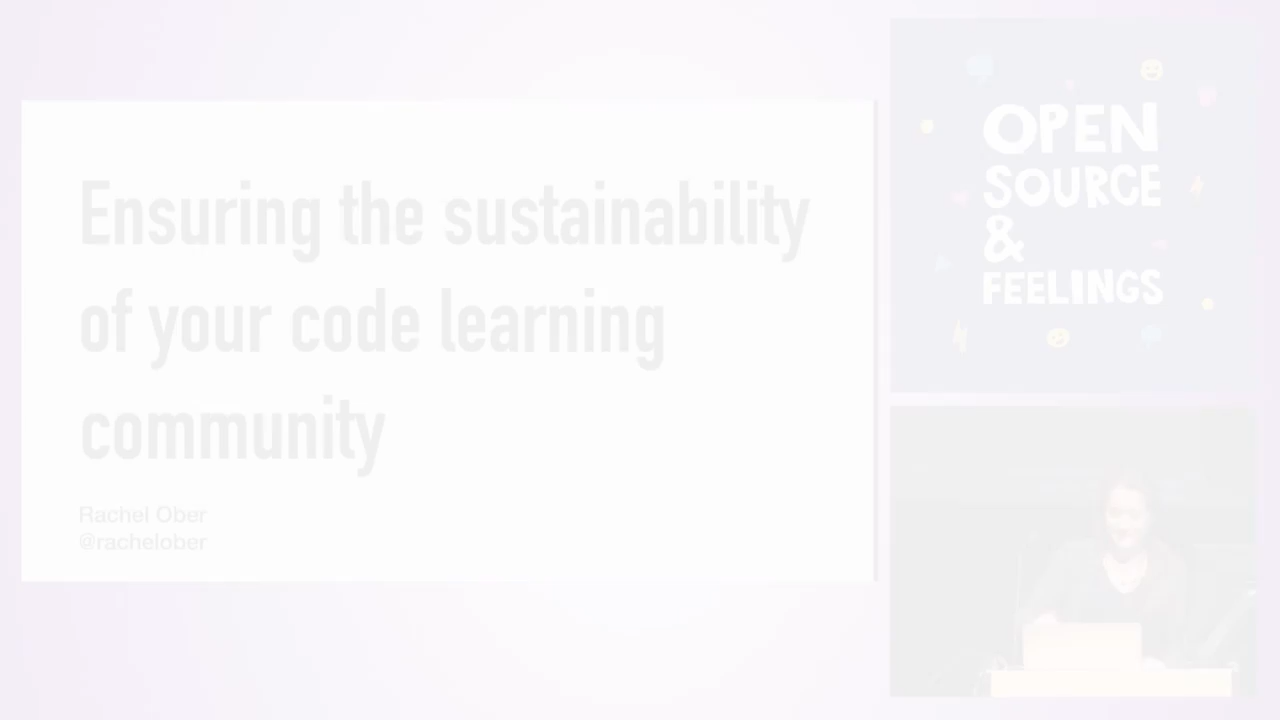 Ensuring the sustainability
of your code learning
community
Rachel Ober
@rachelober
OPEN
SOURCE
&
FEELINGS